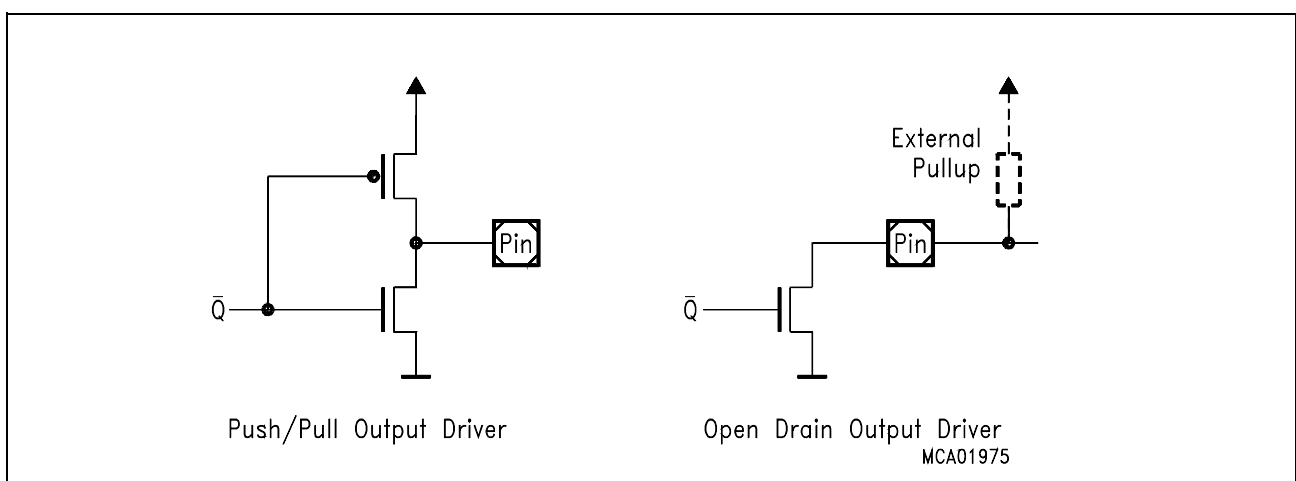 External
Pullup
Pin
Pin
Q̄
Q̄
Push/Pull Output Driver
Open Drain Output Driver
MCA01975